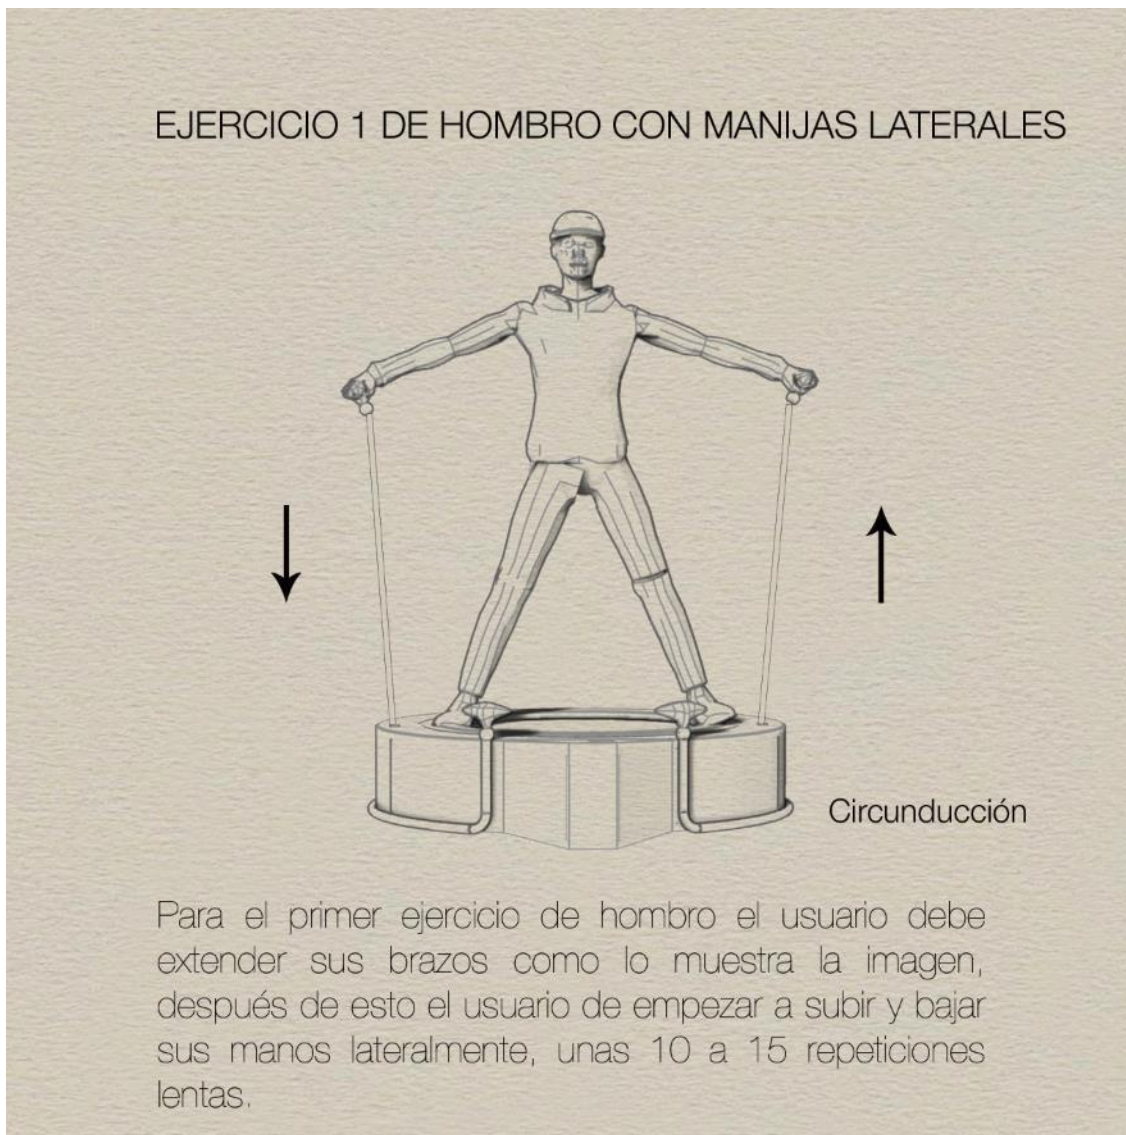 EJERCICIO 1 DE HOMBRO CON MANIJAS LATERALES
Circunducción
Para el primer ejercicio de hombro el usuario debe
extender sus brazos como lo muestra la imagen,
después de esto el usuario de empezar a subir y bajar
sus manos lateralmente, unas 10 a 15 repeticiones
lentas.